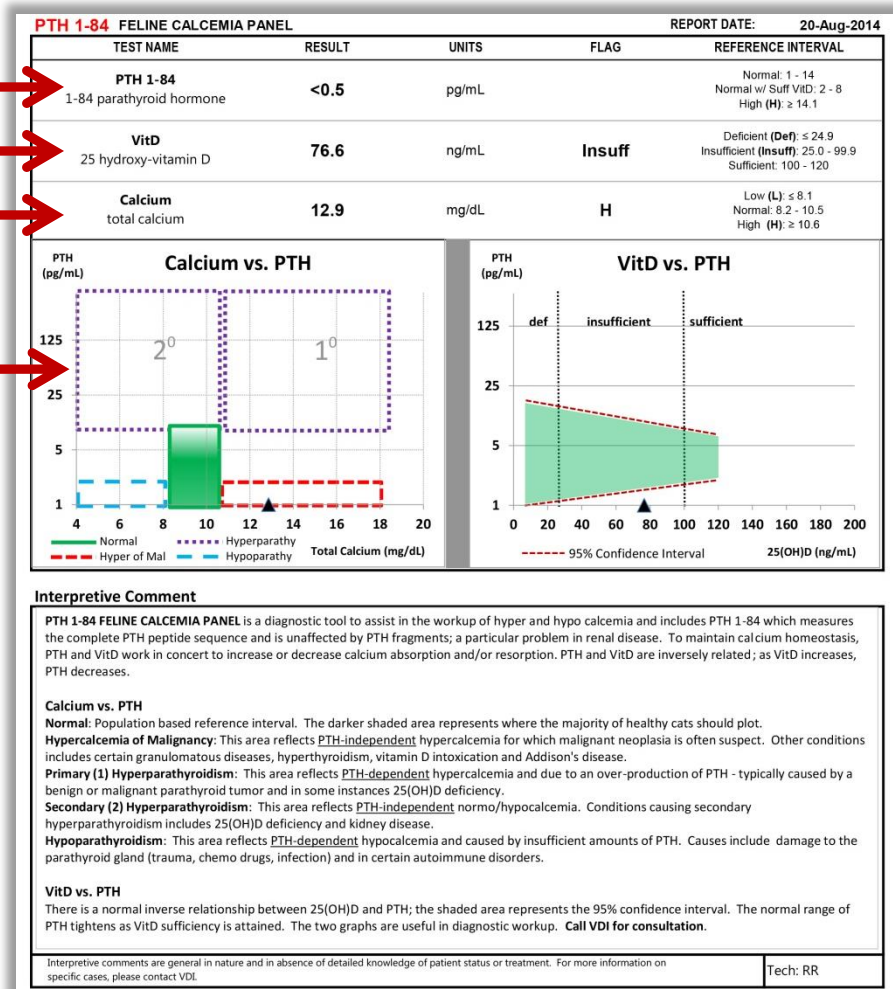 PTH 1-84 FELINE CALCEMIA PANEL REPORT DATE: 20-Aug-2014
TEST NAME RESULT UNITS FLAG REFERENCE INTERVAL
PTH 1-84
1-84 parathyroid hormone
<0.5
pg/mL
Normal: 1 - 14
Normal w/ Suff VitD: 2 - 8
High (H): ≥ 14.1
VitD
25 hydroxy-vitamin D
76.6
ng/mL
Insuff
Deficient (Def): ≤ 24.9
Insufficient (Insuff): 25.0 - 99.9
Sufficient: 100 - 120
Calcium
total calcium
12.9
mg/dL
H
Low (L): ≤ 8.1
Normal: 8.2 - 10.5
High (H): ≥ 10.6
PTH
(pg/mL)
Calcium vs. PTH
125
25
5
1
2⁰
1⁰
4 6 8 10 12 14 16 18 20
Normal
Hyperparathy
Hyper of Mal
Hypoparathy
Total Calcium (mg/dL)
PTH
(pg/mL)
VitD vs. PTH
def insufficient sufficient
125
25
5
1
0 20 40 60 80 100 120 140 160 180 200
95% Confidence Interval
25(OH)D (ng/mL)
Interpretive Comment
PTH 1-84 FELINE CALCEMIA PANEL is a diagnostic tool to assist in the workup of hyper and hypo calcemia and includes PTH 1-84 which measures
the complete PTH peptide sequence and is unaffected by PTH fragments; a particular problem in renal disease. To maintain calcium homeostasis,
PTH and VitD work in concert to increase or decrease calcium absorption and/or resorption. PTH and VitD are inversely related; as VitD increases,
PTH decreases.
Calcium vs. PTH
Normal: Population based reference interval. The darker shaded area represents where the majority of healthy cats should plot.
Hypercalcemia of Malignancy: This area reflects PTH-independent hypercalcemia for which malignant neoplasia is often suspect. Other conditions
includes certain granulomatous diseases, hyperthyroidism, vitamin D intoxication and Addison's disease.
Primary (1) Hyperparathyroidism: This area reflects PTH-dependent hypercalcemia and due to an over-production of PTH - typically caused by a
benign or malignant parathyroid tumor and in some instances 25(OH)D deficiency.
Secondary (2) Hyperparathyroidism: This area reflects PTH-independent normo/hypocalcemia. Conditions causing secondary
hyperparathyroidism includes 25(OH)D deficiency and kidney disease.
Hypoparathyroidism: This area reflects PTH-dependent hypocalcemia and caused by insufficient amounts of PTH. Causes include damage to the
parathyroid gland (trauma, chemo drugs, infection) and in certain autoimmune disorders.
VitD vs. PTH
There is a normal inverse relationship between 25(OH)D and PTH; the shaded area represents the 95% confidence interval. The normal range of
PTH tightens as VitD sufficiency is attained. The two graphs are useful in diagnostic workup. Call VDI for consultation.
Interpretive comments are general in nature and in absence of detailed knowledge of patient status or treatment. For more information on
specific cases, please contact VDI.
Tech: RR